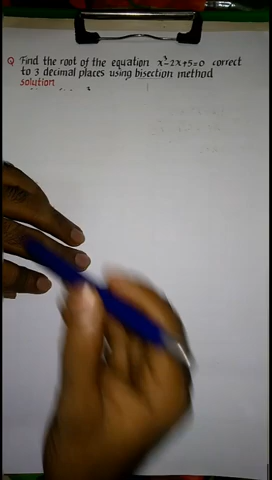 Q Find the root of the equation x³-2x+5=0 correct
to 3 decimal places using bisection method
solution